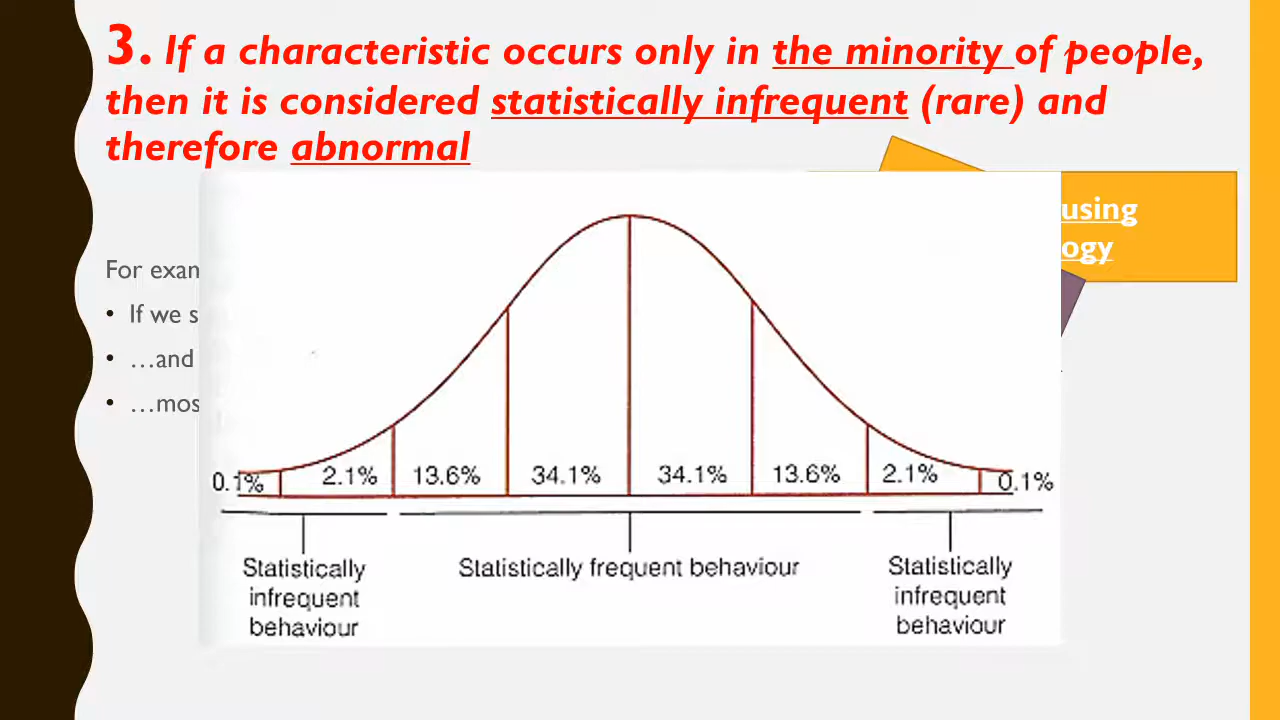 3. If a characteristic occurs only in the minority of people,
then it is considered statistically infrequent (rare) and
therefore abnormal
using
ogy
For exam
• If we s
• …and
• …mos
0.1% 2.1% 13.6% 34.1% 34.1% 13.6% 2.1% 0.1%
Statistically
infrequent
behaviour
Statistically frequent behaviour
Statistically
infrequent
behaviour